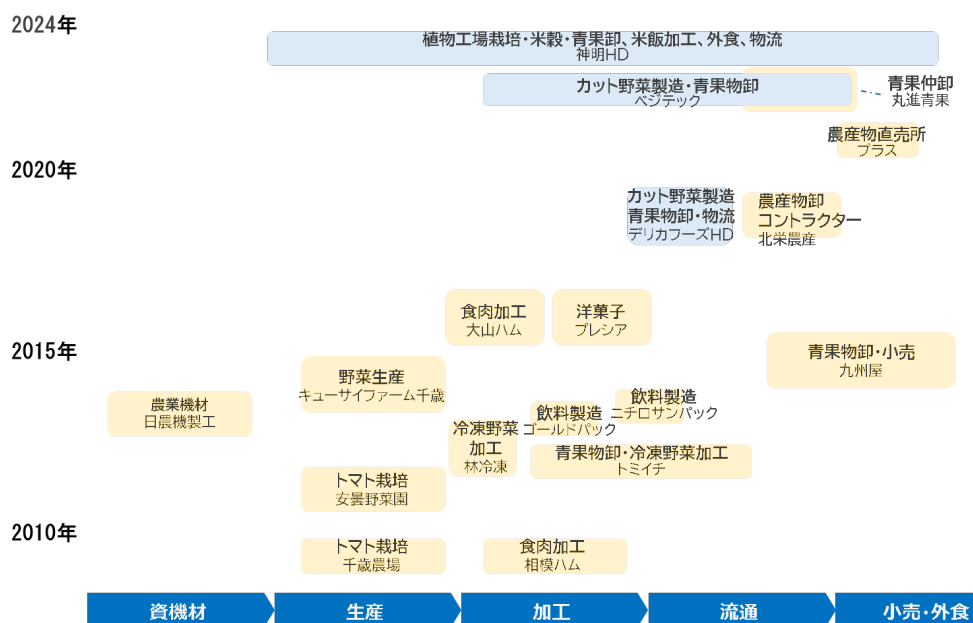 2024年
植物工場栽培・米穀・青果卸、米飯加工、外食、物流
神明HD
カット野菜製造・青果物卸
ベジテック
青果仲卸
丸進青果
農産物直売所
プラス
2020年
カット野菜製造
青果物卸・物流
デリカフーズHD
農産物卸
コントラクター
北栄農産
食肉加工
大山ハム
洋菓子
プレシア
2015年
青果物卸・小売
九州屋
野菜生産
キューサイファーム千歳
農業機材
日農機製工
飲料製造
ニチロサンパック
飲料製造
ゴールドパック
冷凍野菜
加工
林冷凍
青果物卸・冷凍野菜加工
トミイチ
トマト栽培
安曇野菜園
2010年
トマト栽培
千歳農場
食肉加工
相模ハム
資機材
生産
加工
流通
小売・外食